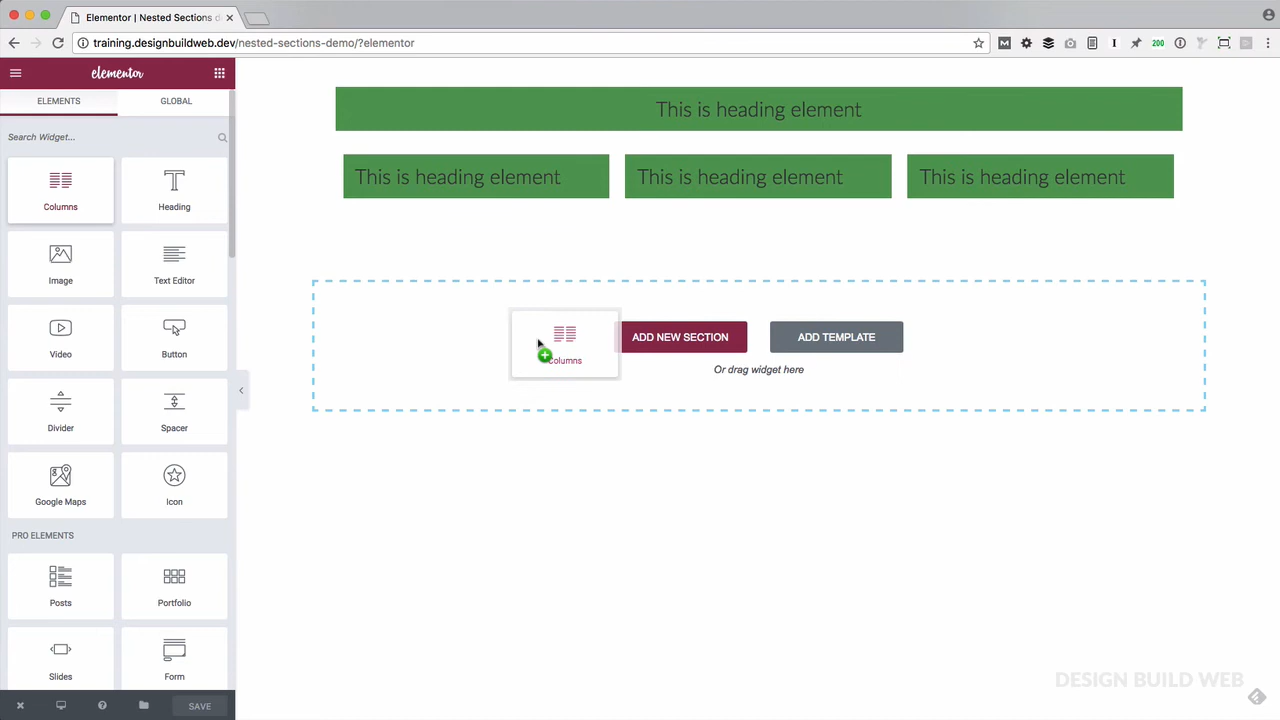 Elementor | Nested Sections d
training.designbuildweb.dev/nested-sections-demo/?elementor
200
elementor
ELEMENTS
GLOBAL
Search Widget...
Columns
Heading
Image
Text Editor
Video
Button
Divider
Spacer
Google Maps
Icon
PRO ELEMENTS
Posts
Portfolio
Slides
Form
SAVE
This is heading element
This is heading element
This is heading element
This is heading element
Columns
ADD NEW SECTION
ADD TEMPLATE
Or drag widget here
DESIGN BUILD WEB